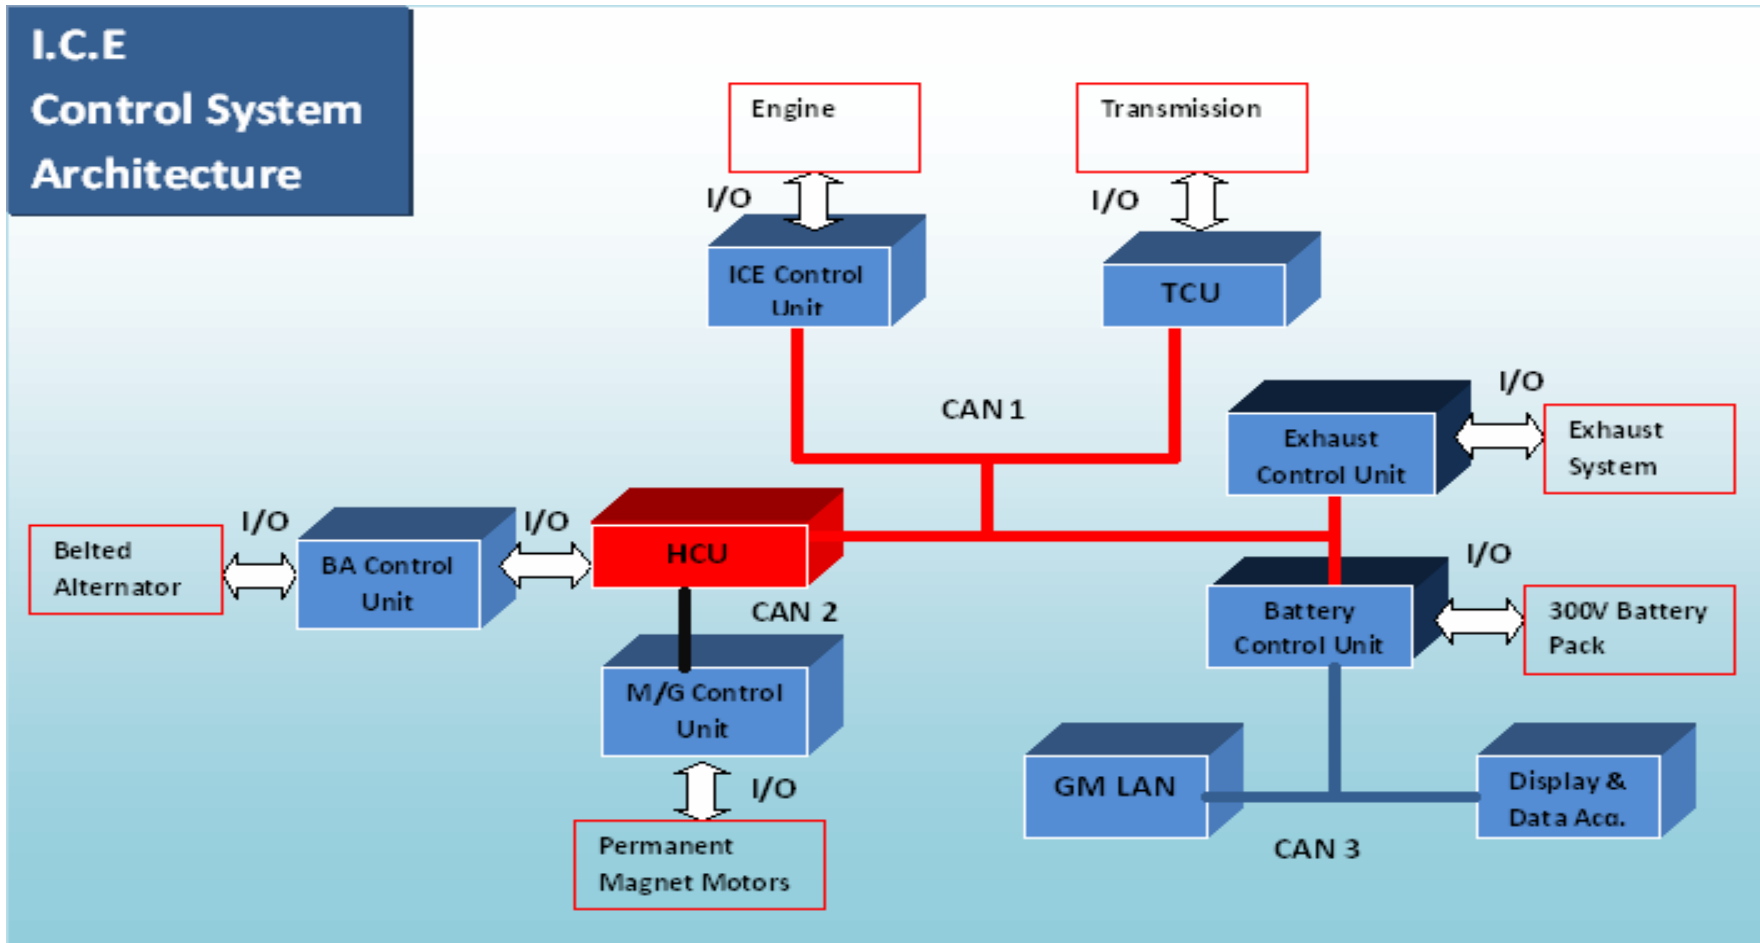 I.C.E
Control System
Architecture
Engine
Transmission
I/O
I/O
ICE Control
Unit
TCU
I/O
CAN 1
Exhaust
Control Unit
Exhaust
System
I/O
I/O
Belted
Alternator
BA Control
Unit
HCU
I/O
CAN 2
Battery
Control Unit
300V Battery
Pack
M/G Control
Unit
I/O
GM LAN
Display &
Data Acq.
CAN 3
Permanent
Magnet Motors